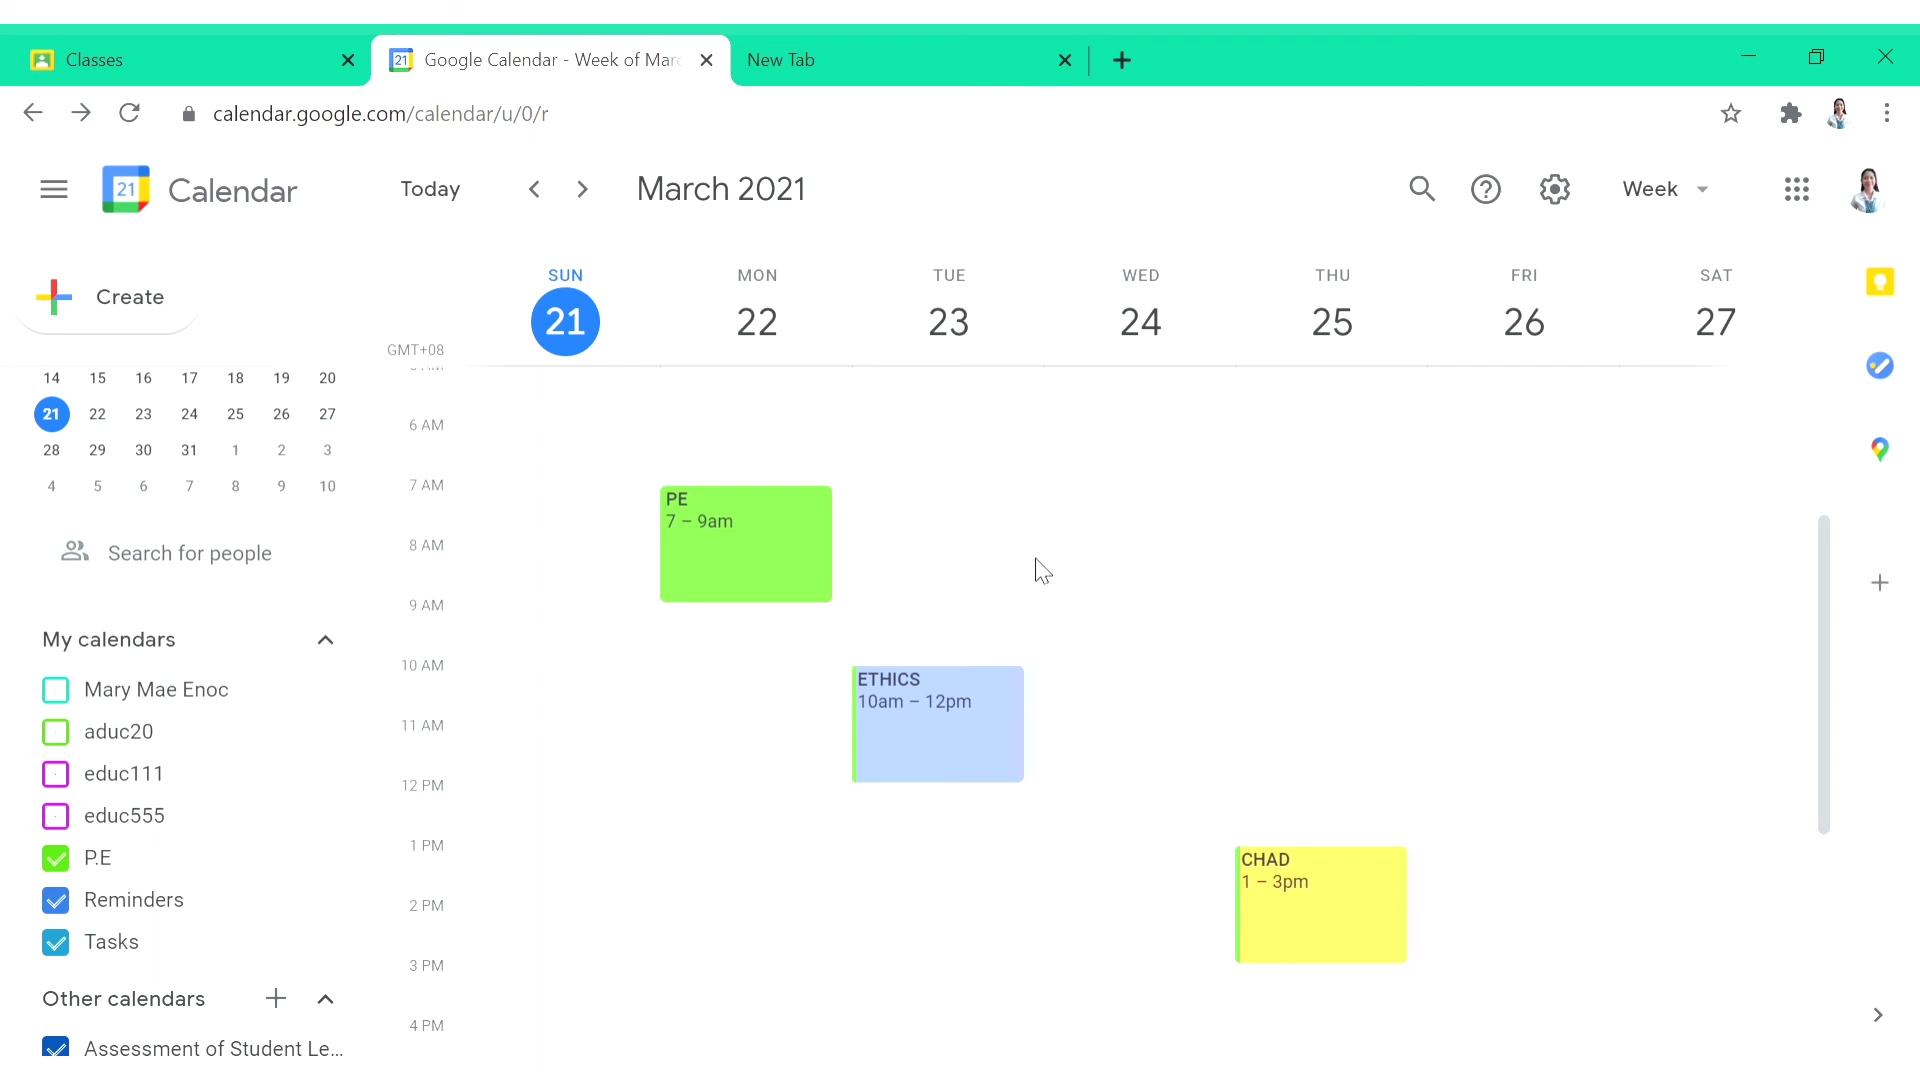 Classes
Google Calendar - Week of Marc
New Tab
calendar.google.com/calendar/u/0/r
21
Calendar
Today
March 2021
Week
Create
GMT+08
SUN MON TUE WED THU FRI SAT
21 22 23 24 25 26 27
14 15 16 17 18 19 20
21 22 23 24 25 26 27
28 29 30 31 1 2 3
4 5 6 7 8 9 10
Search for people
My calendars
Mary Mae Enoc
aduc20
educ111
educ555
P.E
Reminders
Tasks
Other calendars
Assessment of Student Le...
6 AM
7 AM
8 AM
9 AM
10 AM
11 AM
12 PM
1 PM
2 PM
3 PM
4 PM
PE
7 – 9am
ETHICS
10am – 12pm
CHAD
1 – 3pm